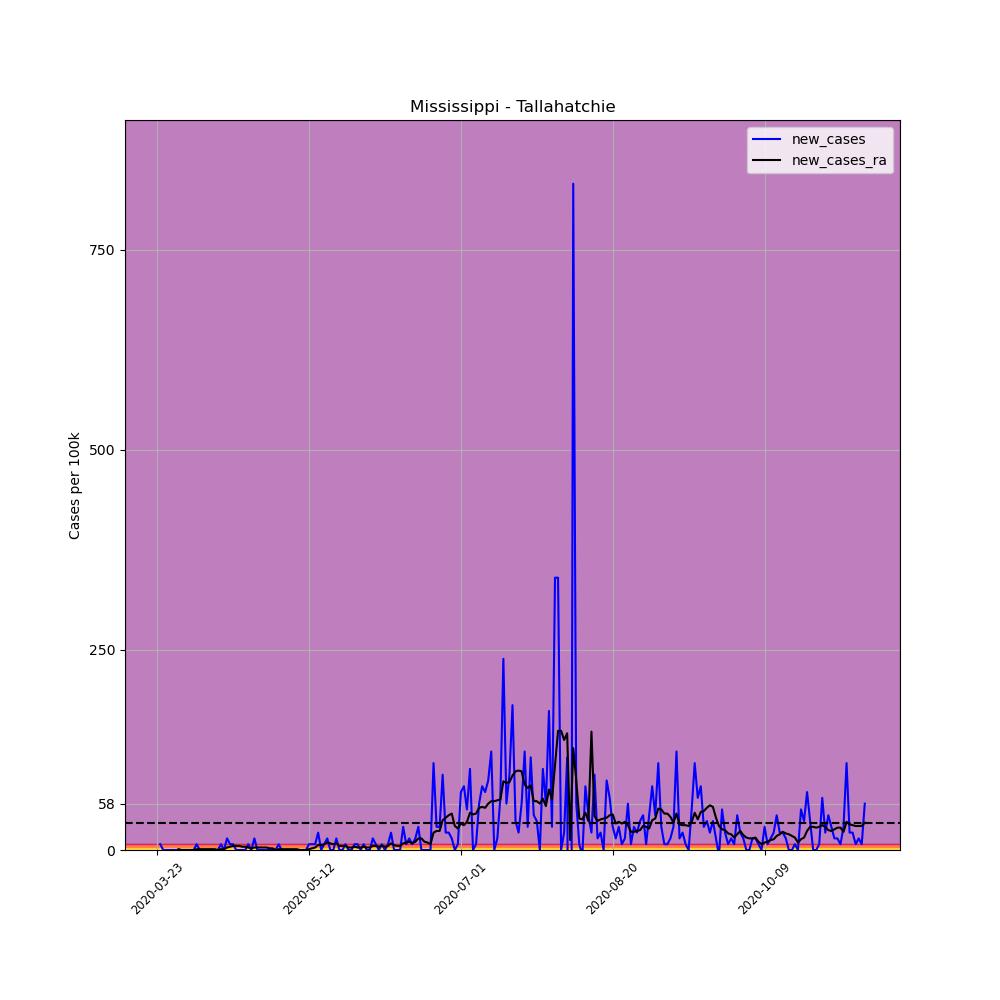 Mississippi - Tallahatchie
new_cases
new_cases_ra
Cases per 100k
750
500
250
58
0
2020-03-23
2020-05-12
2020-07-01
2020-08-20
2020-10-09